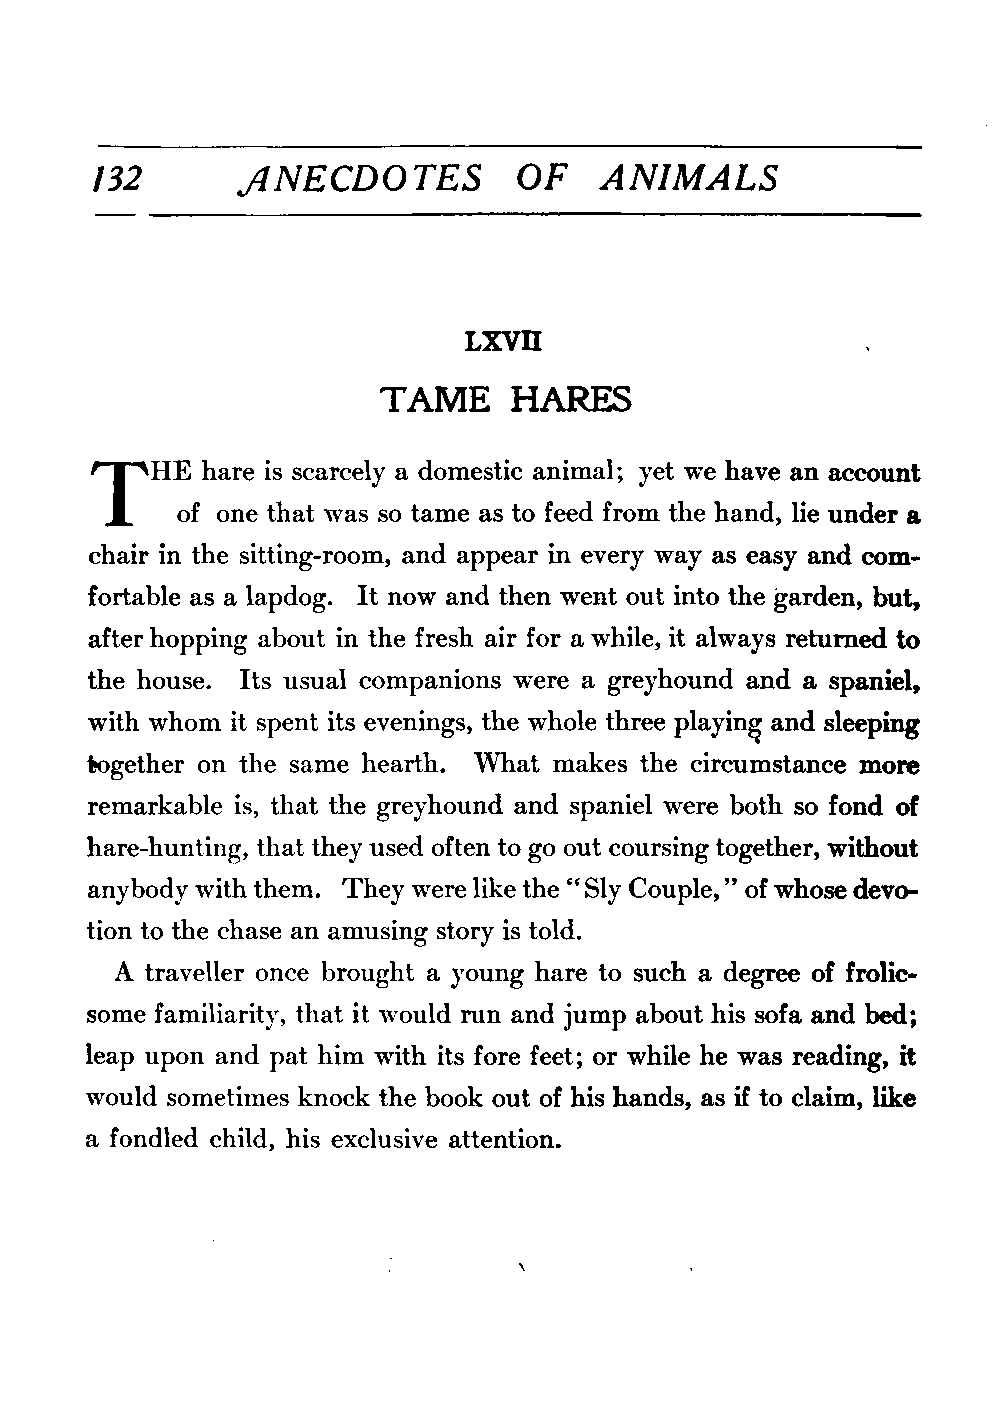 132 ANECDOTES OF ANIMALS
LXVII
TAME HARES
THE hare is scarcely a domestic animal; yet we have an account
of one that was so tame as to feed from the hand, lie under a
chair in the sitting-room, and appear in every way as easy and com-
fortable as a lapdog. It now and then went out into the garden, but,
after hopping about in the fresh air for a while, it always returned to
the house. Its usual companions were a greyhound and a spaniel,
with whom it spent its evenings, the whole three playing and sleeping
together on the same hearth. What makes the circumstance more
remarkable is, that the greyhound and spaniel were both so fond of
hare-hunting, that they used often to go out coursing together, without
anybody with them. They were like the "Sly Couple," of whose devo-
tion to the chase an amusing story is told.
A traveller once brought a young hare to such a degree of frolic-
some familiarity, that it would run and jump about his sofa and bed;
leap upon and pat him with its fore feet; or while he was reading, it
would sometimes knock the book out of his hands, as if to claim, like
a fondled child, his exclusive attention.